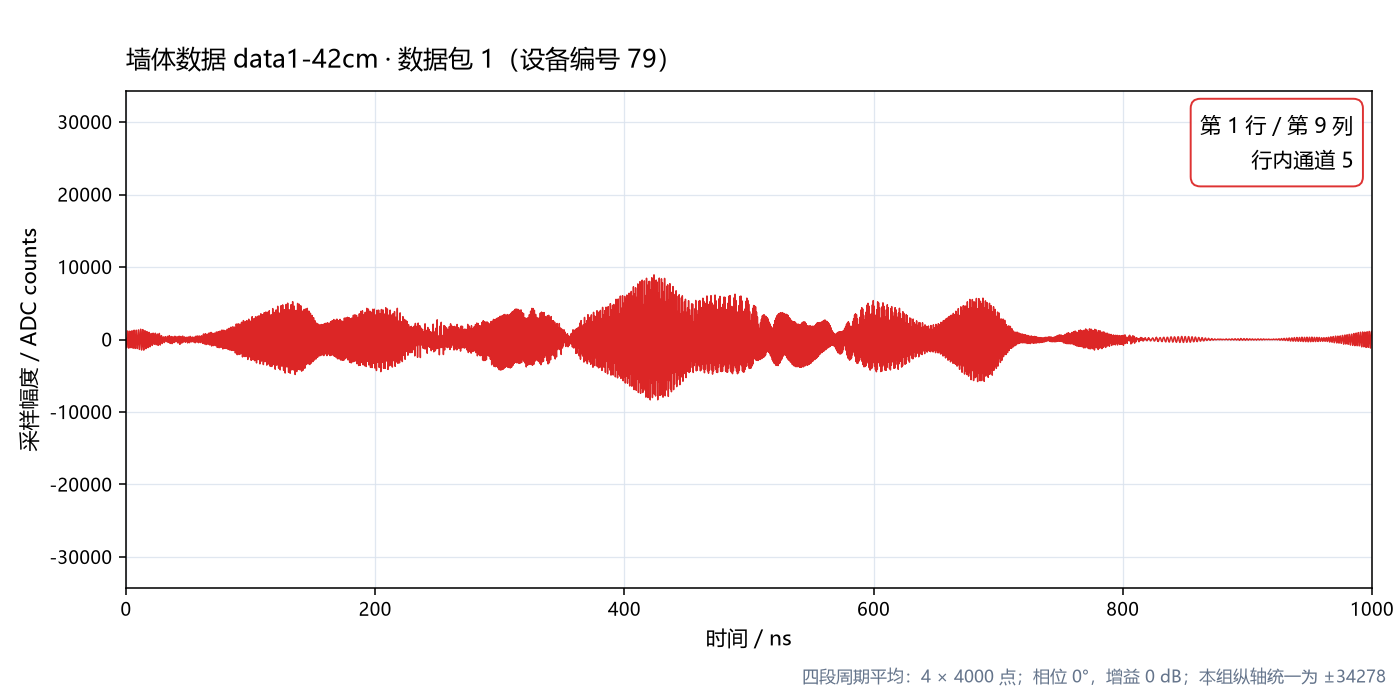 墙体数据 data1-42cm · 数据包 1（设备编号 79）
第 1 行 / 第 9 列
行内通道 5
采样幅度 / ADC counts
30000
20000
10000
0
-10000
-20000
-30000
0 200 400 600 800 1000
时间 / ns
四段周期平均：4 × 4000 点；相位 0°，增益 0 dB；本组纵轴统一为 ±34278